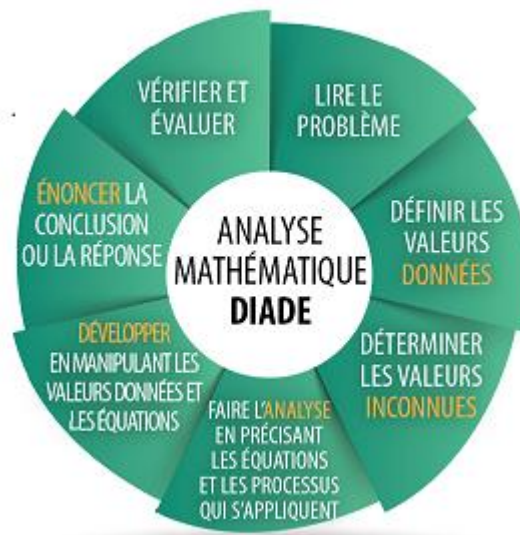 ANALYSE
MATHÉMATIQUE
DIADE
LIRE LE
PROBLÈME
DÉFINIR LES
VALEURS
DONNÉES
DÉTERMINER
LES VALEURS
INCONNUES
FAIRE L'ANALYSE
EN PRÉCISANT
LES ÉQUATIONS
ET LES PROCESSUS
QUI S'APPLIQUENT
DÉVELOPPER
EN MANIPULANT LES
VALEURS DONNÉES ET
LES ÉQUATIONS
ÉNONCER LA
CONCLUSION
OU LA RÉPONSE
VÉRIFIER ET
ÉVALUER